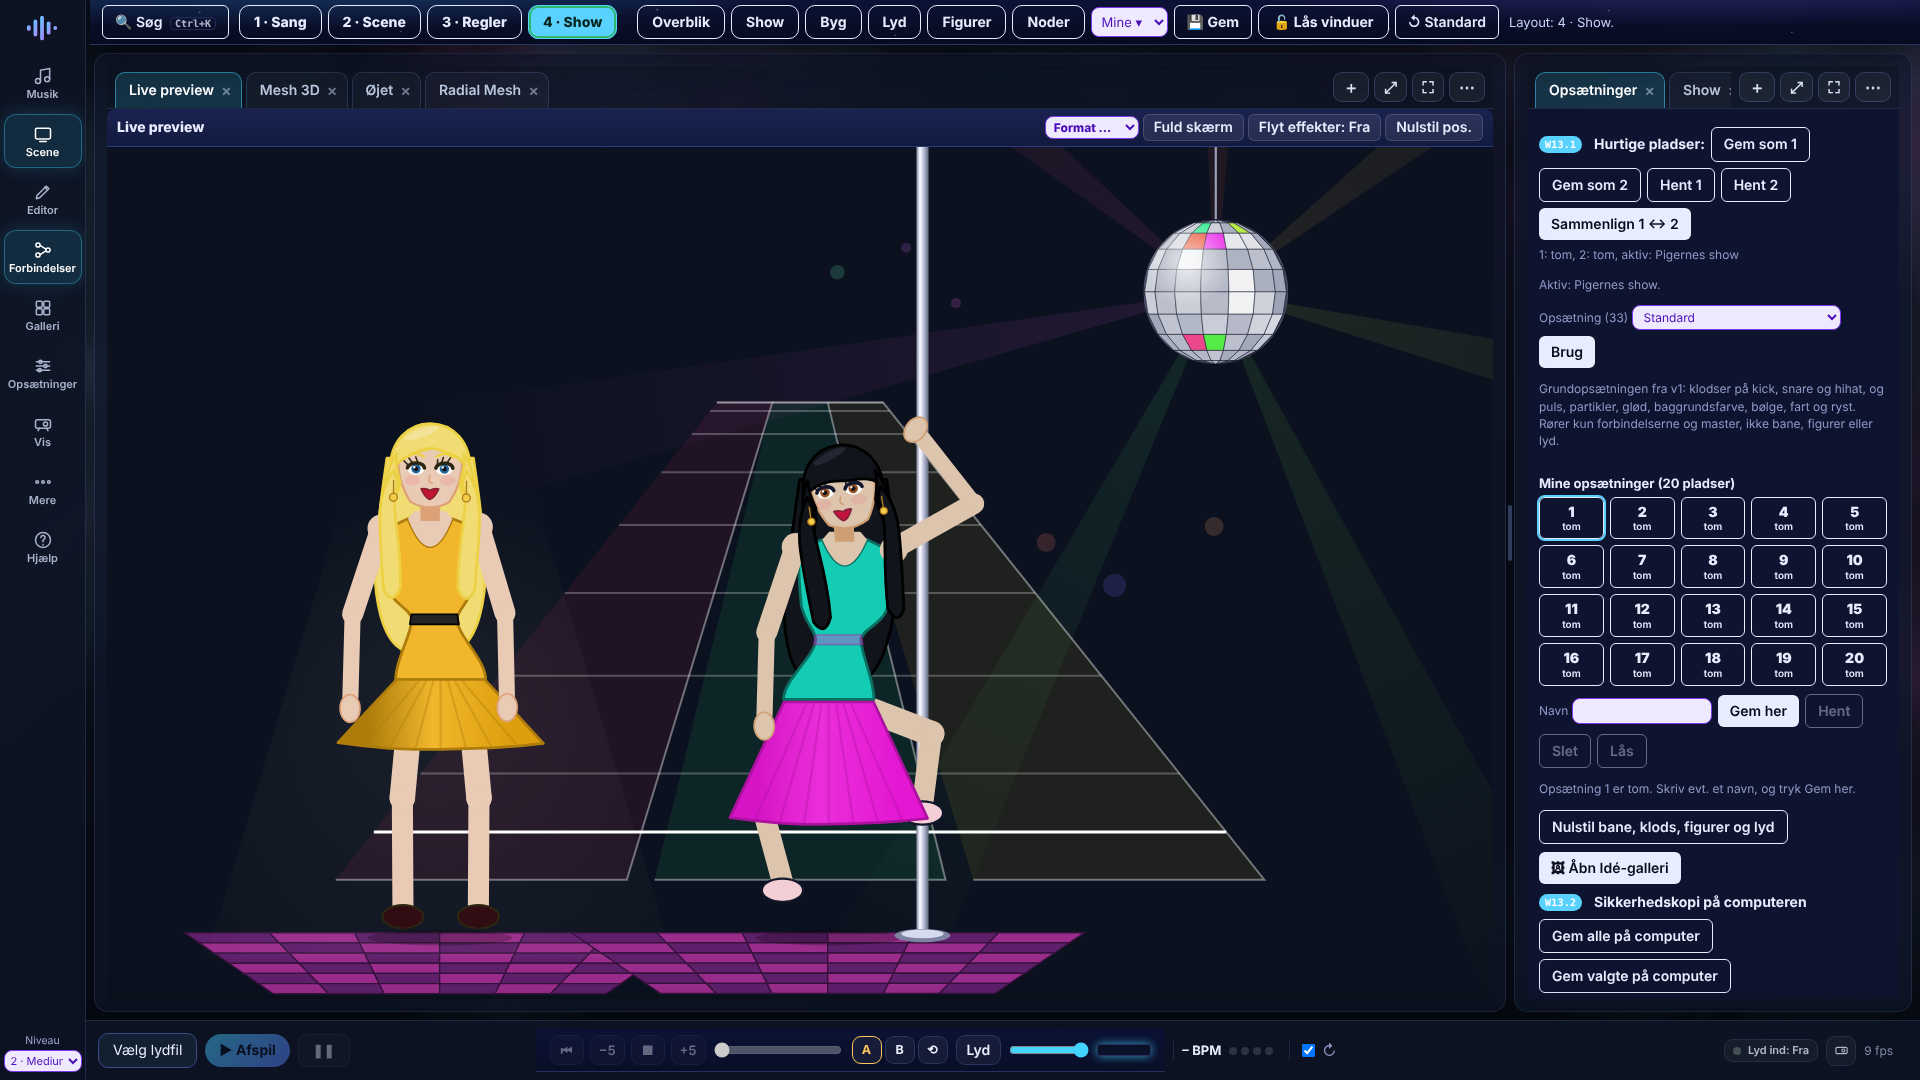 🔍 Søg Ctrl+K 1 · Sang 2 · Scene 3 · Regler 4 · Show Overblik Show Byg Lyd Figurer Noder Mine ▾ 💾 Gem 🔓 Lås vinduer ↺ Standard Layout: 4 · Show.
Musik
Scene
Editor
Forbindelser
Galleri
Opsætninger
Vis
Mere
Hjælp
Niveau
2 · Mediur
Live preview × Mesh 3D × Øjet × Radial Mesh ×
Live preview Format ... Fuld skærm Flyt effekter: Fra Nulstil pos.
Opsætninger × Show
W13.1 Hurtige pladser: Gem som 1
Gem som 2 Hent 1 Hent 2
Sammenlign 1 ↔ 2
1: tom, 2: tom, aktiv: Pigernes show
Aktiv: Pigernes show.
Opsætning (33) Standard
Brug
Grundopsætningen fra v1: klodser på kick, snare og hihat, og
puls, partikler, glød, baggrundsfarve, bølge, fart og ryst.
Rører kun forbindelserne og master, ikke bane, figurer eller
lyd.
Mine opsætninger (20 pladser)
1 2 3 4 5
tom tom tom tom tom
6 7 8 9 10
tom tom tom tom tom
11 12 13 14 15
tom tom tom tom tom
16 17 18 19 20
tom tom tom tom tom
Navn Gem her Hent
Slet Lås
Opsætning 1 er tom. Skriv evt. et navn, og tryk Gem her.
Nulstil bane, klods, figurer og lyd
🖼 Åbn Idé-galleri
W13.2 Sikkerhedskopi på computeren
Gem alle på computer
Gem valgte på computer
Vælg lydfil ▶ Afspil −5 +5 A B Lyd – BPM Lyd ind: Fra 9 fps